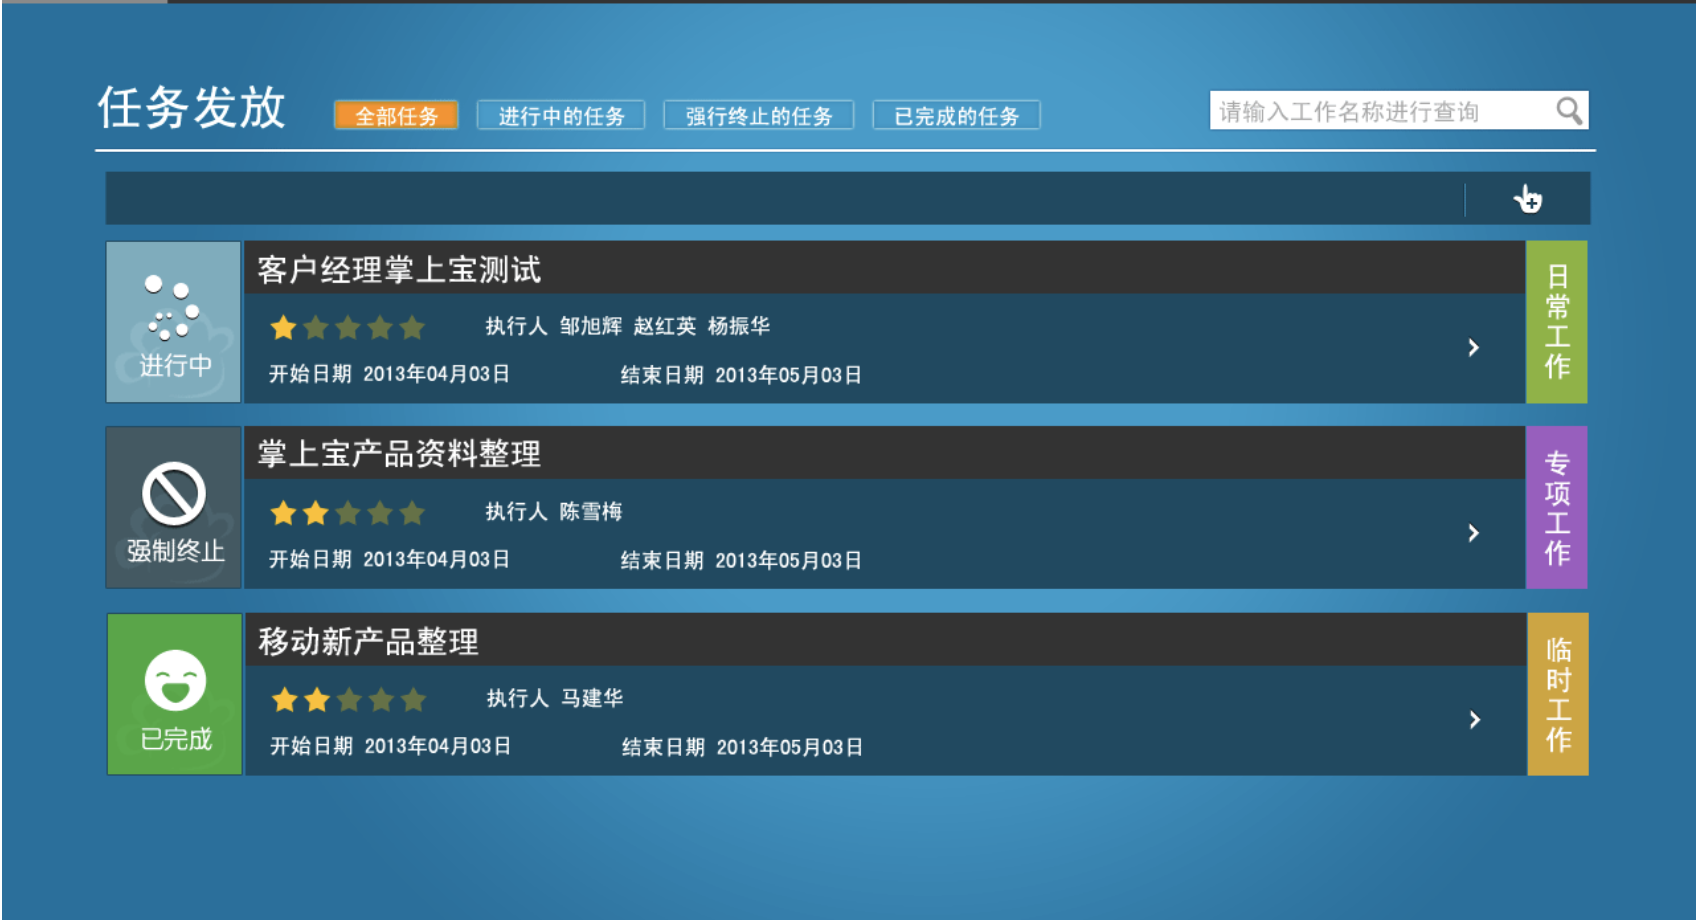 任务发放
全部任务
进行中的任务
强行终止的任务
已完成的任务
请输入工作名称进行查询
进行中
客户经理掌上宝测试
执行人 邹旭辉 赵红英 杨振华
开始日期 2013年04月03日
结束日期 2013年05月03日
日常工作
强制终止
掌上宝产品资料整理
执行人 陈雪梅
开始日期 2013年04月03日
结束日期 2013年05月03日
专项工作
已完成
移动新产品整理
执行人 马建华
开始日期 2013年04月03日
结束日期 2013年05月03日
临时工作